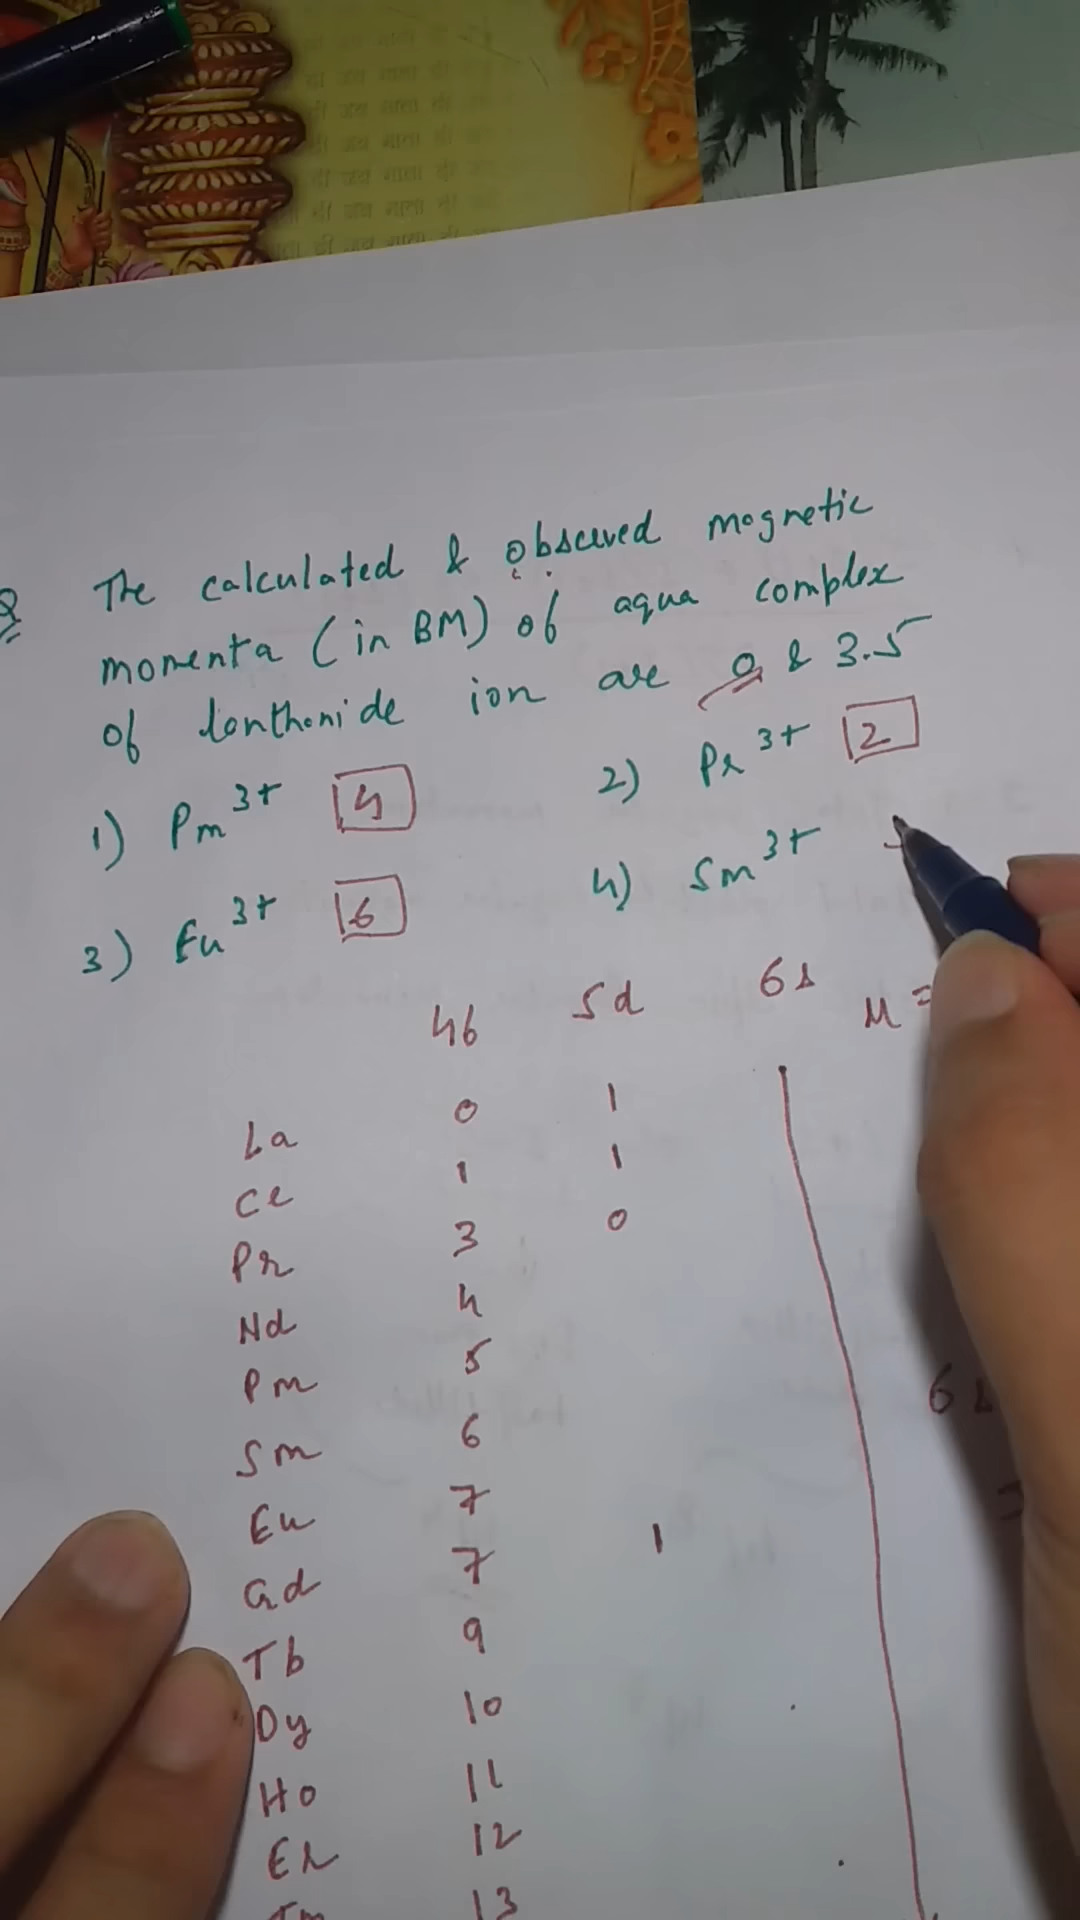 Q The calculated & observed magnetic
momenta (in BM) of aqua complex
of lanthanide ion are 0 & 3.5
1) Pm3+ 4 2) Pr3+ 2
3) Eu3+ 6 4) Sm3+
4f 5d 6s μ =
La 0 1
Ce 1 1
Pr 3 0
Nd 4
Pm 5
Sm 6
Eu 7
Gd 7 1
Tb 9
Dy 10
Ho 11
Er 12
Tm 13